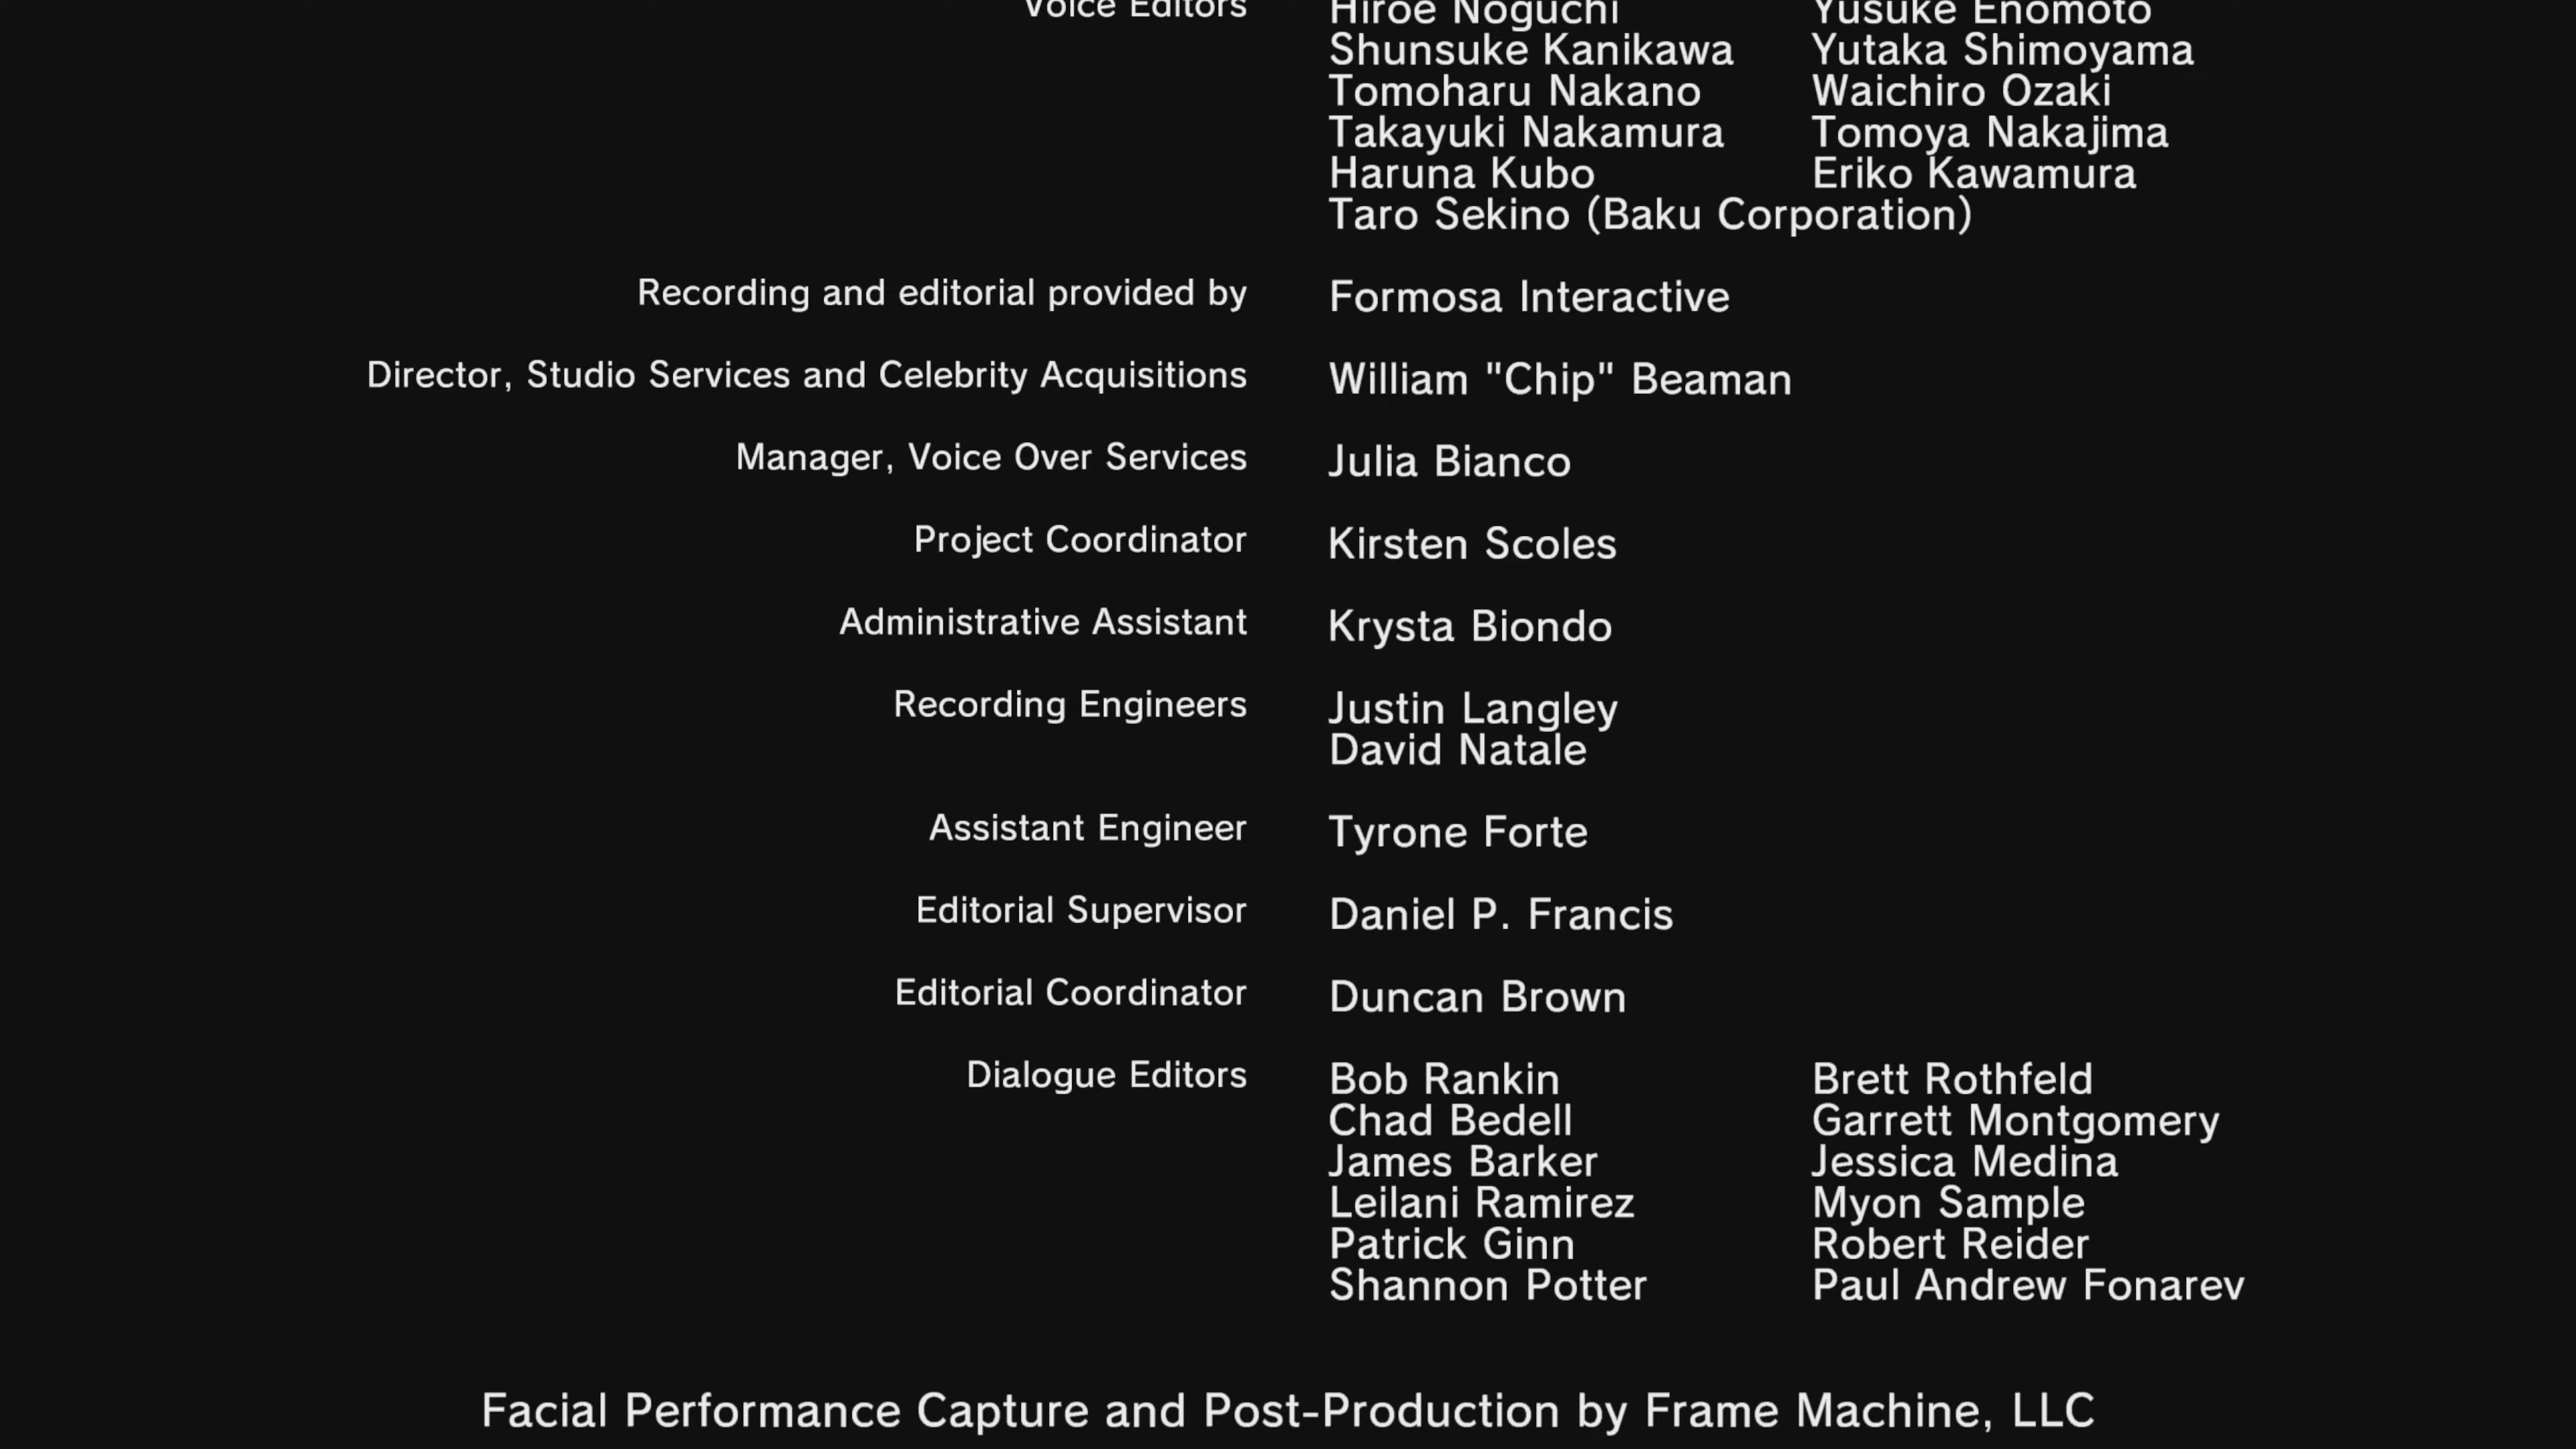 Voice Editors Hiroe Noguchi Yusuke Enomoto
Shunsuke Kanikawa Yutaka Shimoyama
Tomoharu Nakano Waichiro Ozaki
Takayuki Nakamura Tomoya Nakajima
Haruna Kubo Eriko Kawamura
Taro Sekino (Baku Corporation)
Recording and editorial provided by Formosa Interactive
Director, Studio Services and Celebrity Acquisitions William "Chip" Beaman
Manager, Voice Over Services Julia Bianco
Project Coordinator Kirsten Scoles
Administrative Assistant Krysta Biondo
Recording Engineers Justin Langley
David Natale
Assistant Engineer Tyrone Forte
Editorial Supervisor Daniel P. Francis
Editorial Coordinator Duncan Brown
Dialogue Editors Bob Rankin Brett Rothfeld
Chad Bedell Garrett Montgomery
James Barker Jessica Medina
Leilani Ramirez Myon Sample
Patrick Ginn Robert Reider
Shannon Potter Paul Andrew Fonarev
Facial Performance Capture and Post-Production by Frame Machine, LLC